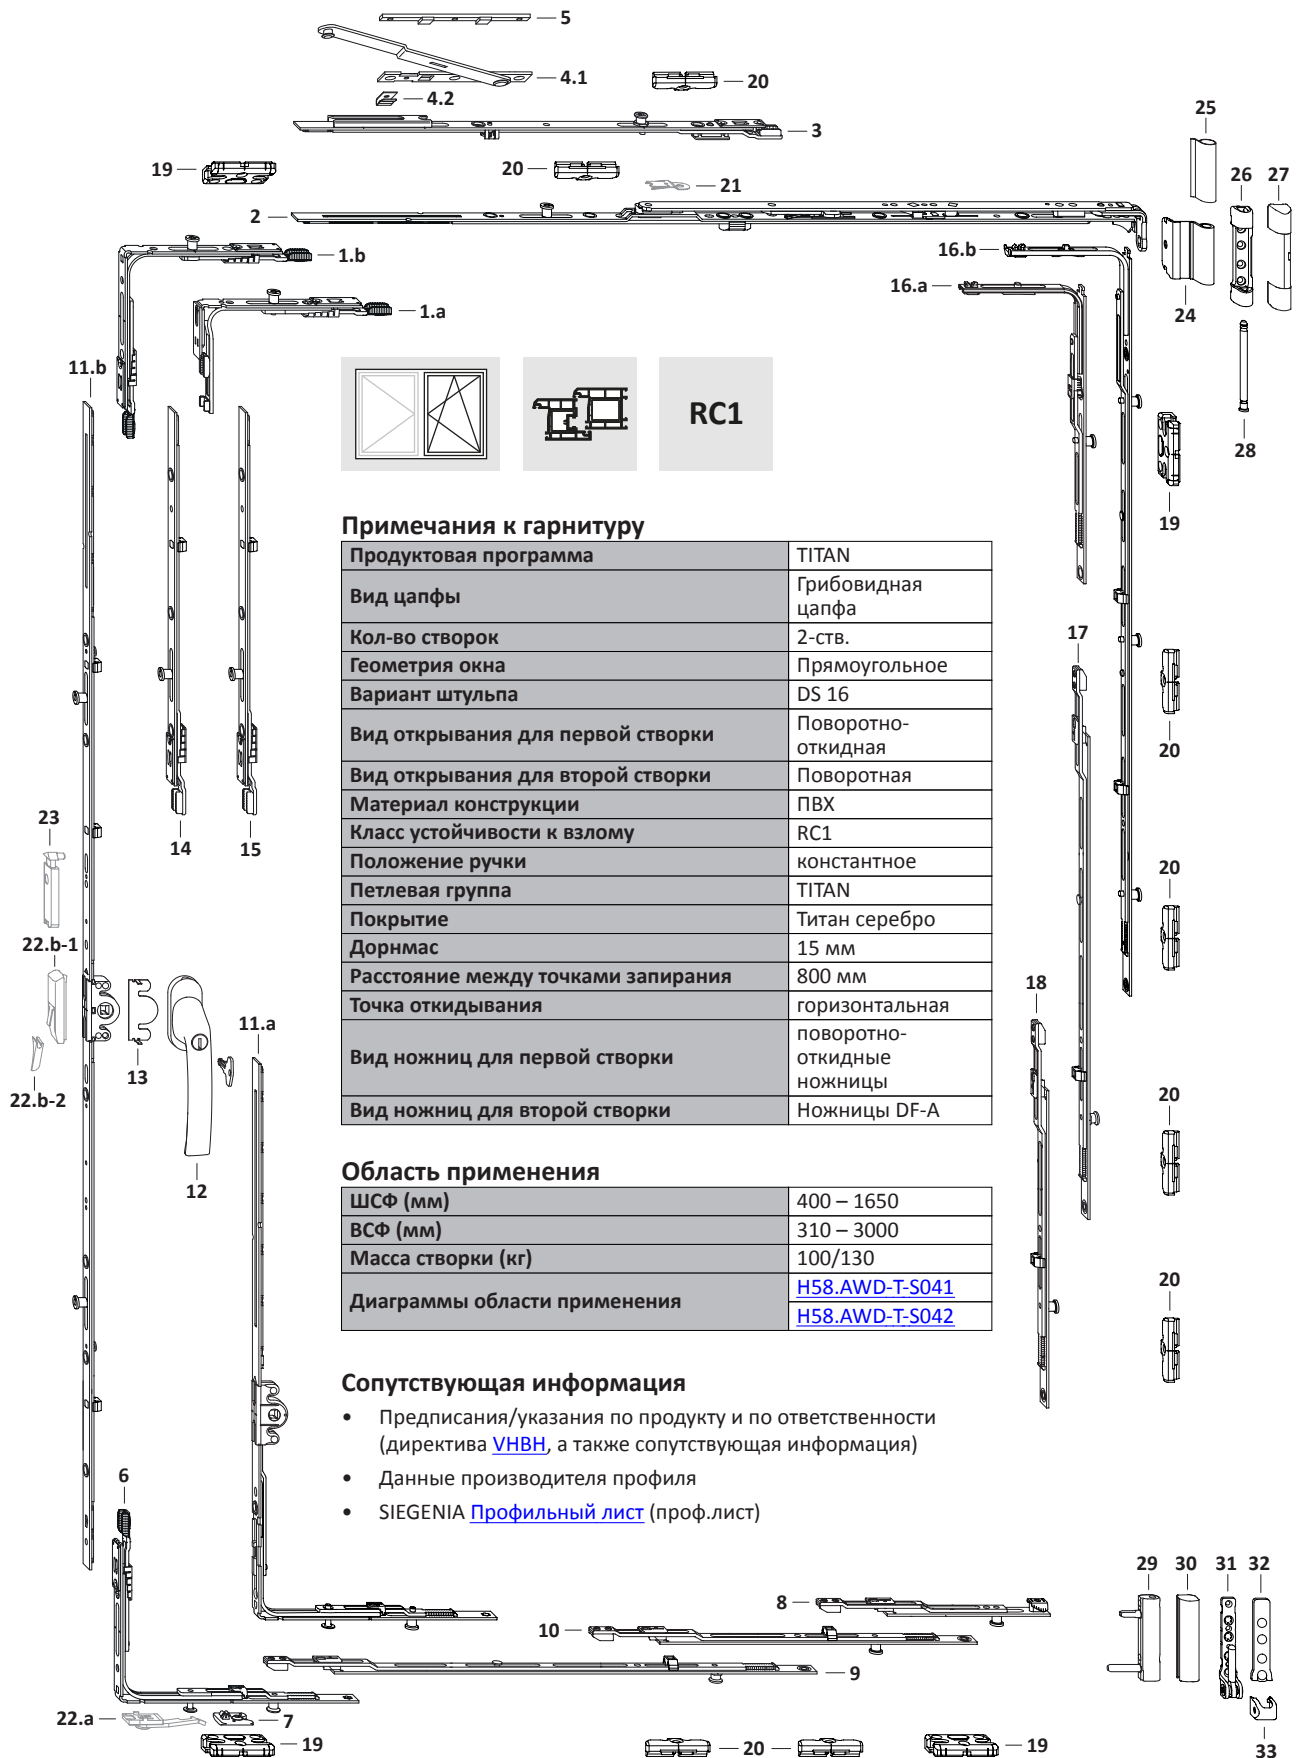 5
4.1
20
4.2
3
25
19
20
21
26
27
2
1.b
16.b
16.a
1.a
24
11.b
RC1
28
19
Примечания к гарнитуру
Продуктовая программа TITAN
Вид цапфы Грибовидная
цапфа
Кол-во створок 2-ств.
Геометрия окна Прямоугольное
Вариант штульпа DS 16
Вид открывания для первой створки Поворотно-
откидная
Вид открывания для второй створки Поворотная
Материал конструкции ПВХ
Класс устойчивости к взлому RC1
Положение ручки константное
Петлевая группа TITAN
Покрытие Титан серебро
Дорнмас 15 мм
Расстояние между точками запирания 800 мм
Точка откидывания горизонтальная
Вид ножниц для первой створки поворотно-
откидные
ножницы
Вид ножниц для второй створки Ножницы DF-A
17
20
23
14
15
20
22.b-1
18
11.a
13
22.b-2
20
12
Область применения
ШСФ (мм) 400 – 1650
ВСФ (мм) 310 – 3000
Масса створки (кг) 100/130
Диаграммы области применения H58.AWD-T-S041
H58.AWD-T-S042
20
Сопутствующая информация
• Предписания/указания по продукту и по ответственности
(директива VHBH, а также сопутствующая информация)
• Данные производителя профиля
• SIEGENIA Профильный лист (проф.лист)
6
29
30
31
32
8
10
9
22.a
7
19
20
19
33